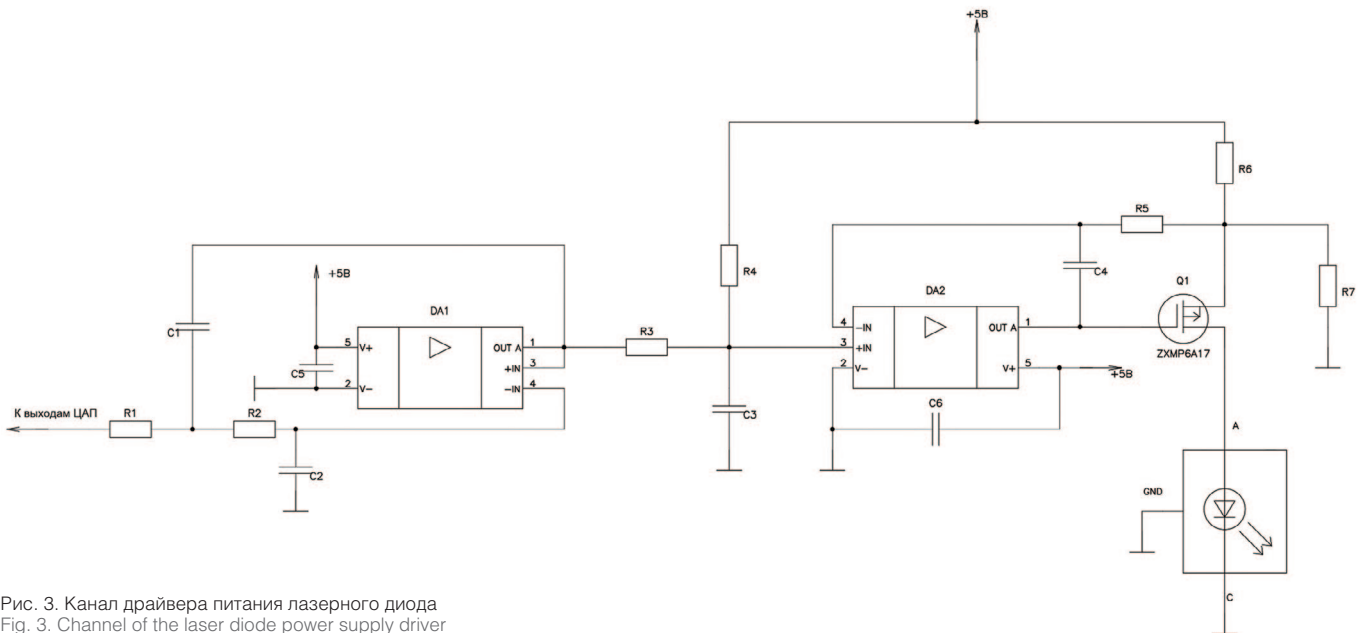 +5В
R6
R5
+5В
R4
C4
R7
Q1
DA1
DA2
C1
R3
4 -IN
OUT A 1
5 V+
OUT A 1
3 +IN
ZXMP6A17
C5
+IN 3
2 V-
V+ 5
+5В
2 V-
-IN 4
К выходам ЦАП
R1
R2
C3
C6
A
C2
GND
C
Рис. 3. Канал драйвера питания лазерного диода
Fig. 3. Channel of the laser diode power supply driver